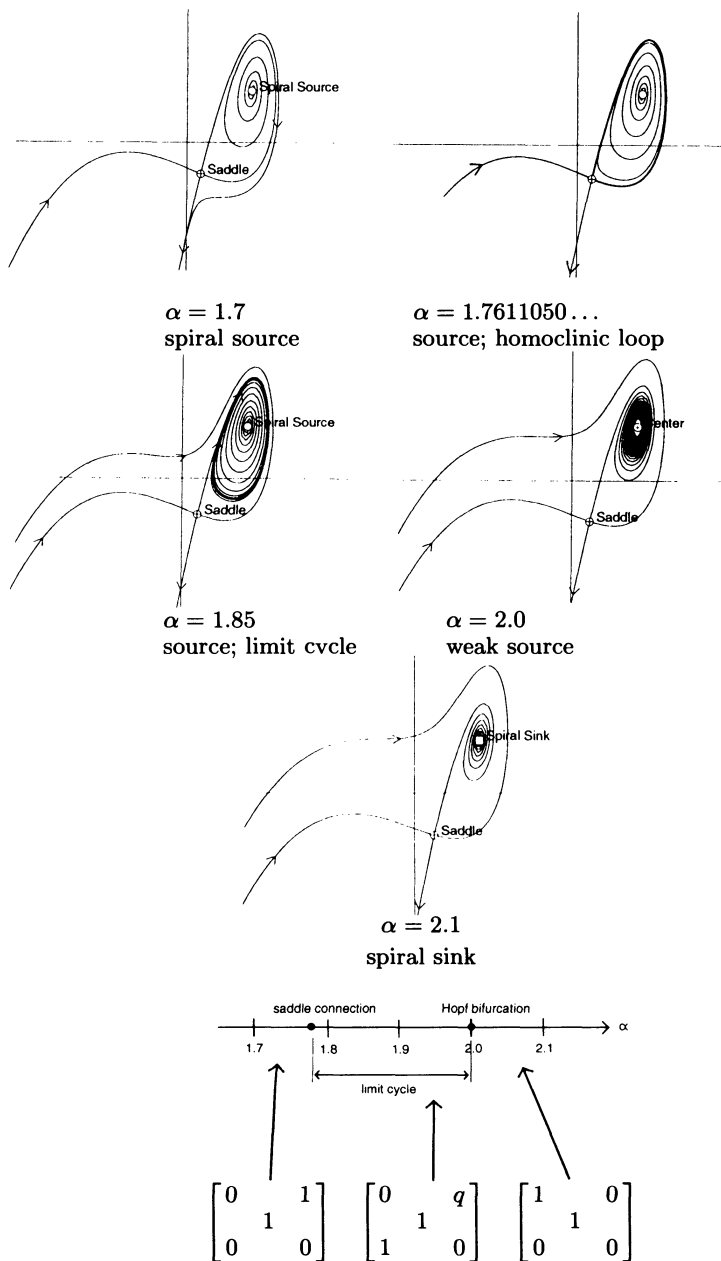 Spiral Source
Saddle
α = 1.7
spiral source
α = 1.7611050...
source; homoclinic loop
Spiral Source
Saddle
α = 1.85
source; limit cycle
Center
Saddle
α = 2.0
weak source
Spiral Sink
Saddle
α = 2.1
spiral sink
saddle connection Hopf bifurcation
α
1.7 1.8 1.9 2.0 2.1
limit cycle
0 1 0 q 1 0
1 1 1
0 0 1 0 0 0